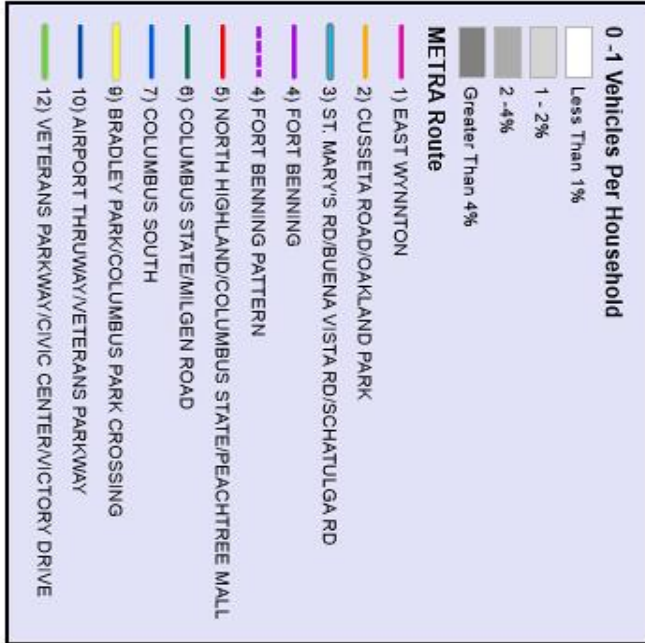 0 -1 Vehicles Per Household
Less Than 1%
1 - 2%
2 -4%
Greater Than 4%
METRA Route
1) EAST WYNNTON
2) CUSSETA ROAD/OAKLAND PARK
3) ST. MARY'S RD/BUENA VISTA RD/SCHATULGA RD
4) FORT BENNING
4) FORT BENNING PATTERN
5) NORTH HIGHLAND/COLUMBUS STATE/PEACHTREE MALL
6) COLUMBUS STATE/MILGEN ROAD
7) COLUMBUS SOUTH
9) BRADLEY PARK/COLUMBUS PARK CROSSING
10) AIRPORT THRUWAY/VETERANS PARKWAY
12) VETERANS PARKWAY/CIVIC CENTER/VICTORY DRIVE